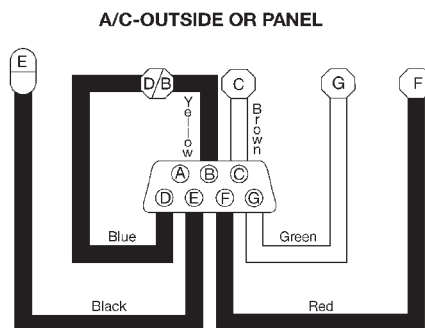 A/C-OUTSIDE OR PANEL
E
D/B
C
G
F
Yellow
Brown
A B C
D E F G
Blue
Green
Black
Red